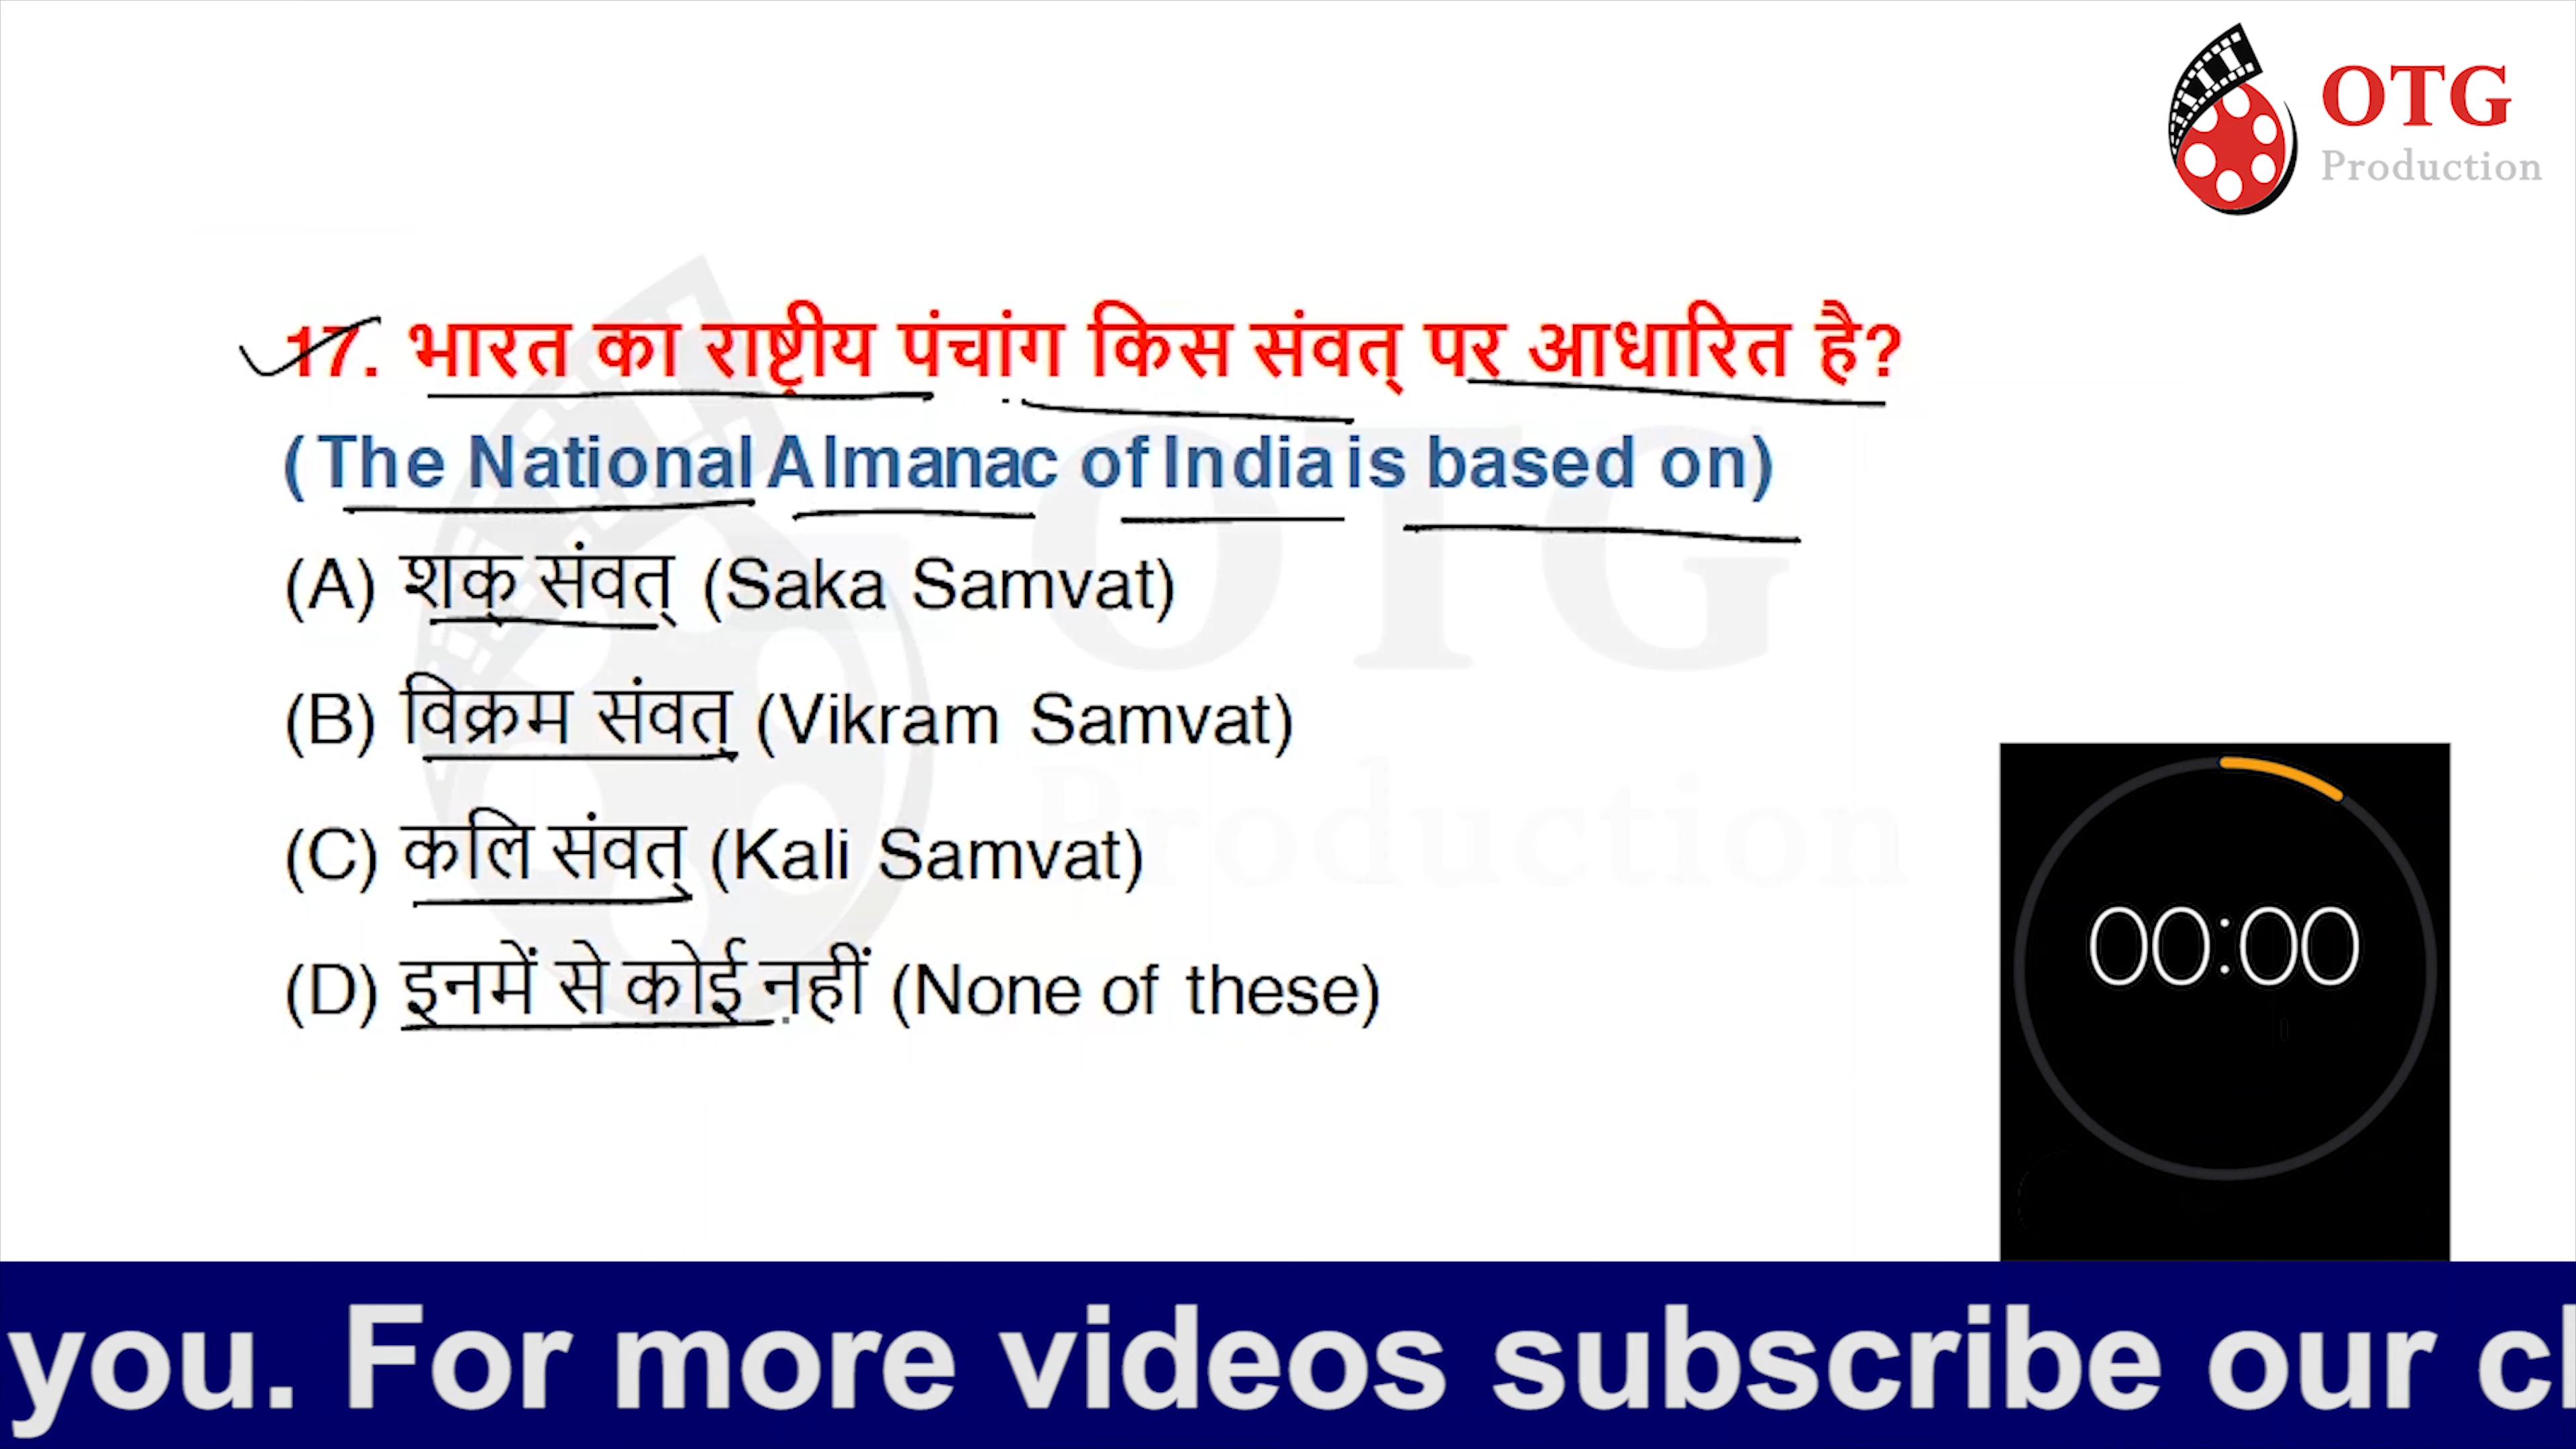 OTG
Production
17. भारत का राष्ट्रीय पंचांग किस संवत् पर आधारित है?
(The National Almanac of India is based on)
(A) शक् संवत् (Saka Samvat)
(B) विक्रम संवत् (Vikram Samvat)
(C) कलि संवत् (Kali Samvat)
(D) इनमें से कोई नहीं (None of these)
OTG
Production
00:00
you. For more videos subscribe our